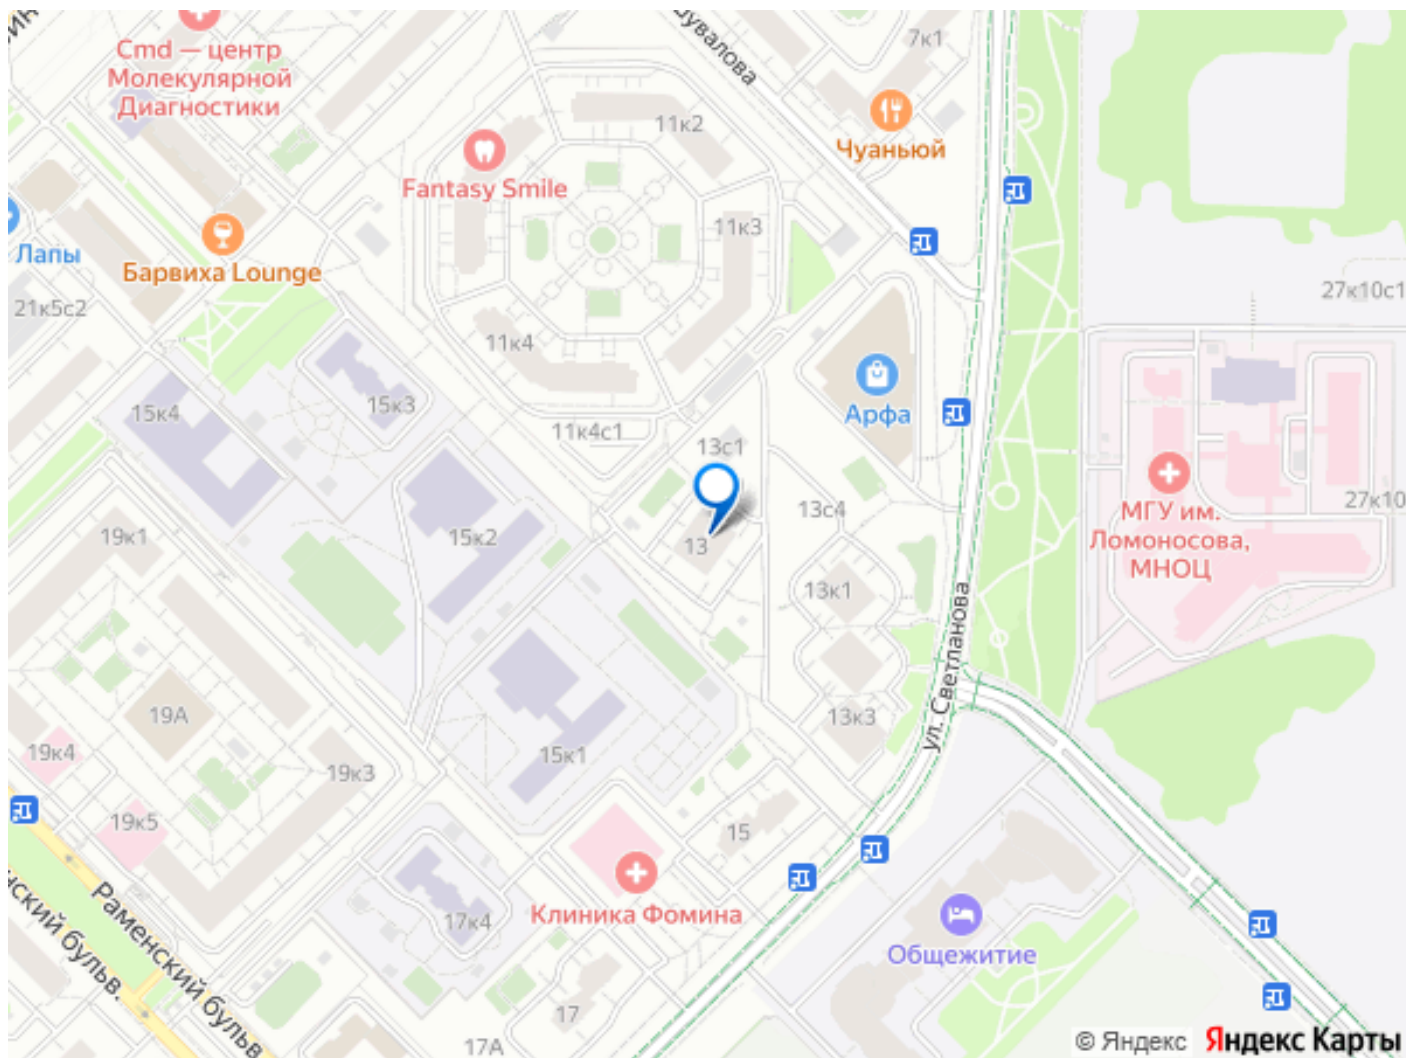 Cmd — центр
Молекулярной
Диагностики
Шувалова
7к1
11к2
Чуаньюй
Fantasy Smile
11к3
Лапы
Барвиха Lounge
21к5с2
27к10с1
11к4
15к4
15к3
Арфа
11к4с1
13с1
МГУ им.
Ломоносова,
МНОЦ
27к10
13с4
19к1
15к2
13
13к1
ул. Светланова
19А
13к3
19к4
15к1
19к3
19к5
15
Клиника Фомина
17к4
Раменский бульв.
нский бульв.
Общежитие
17
17А
© Яндекс
Яндекс Карты